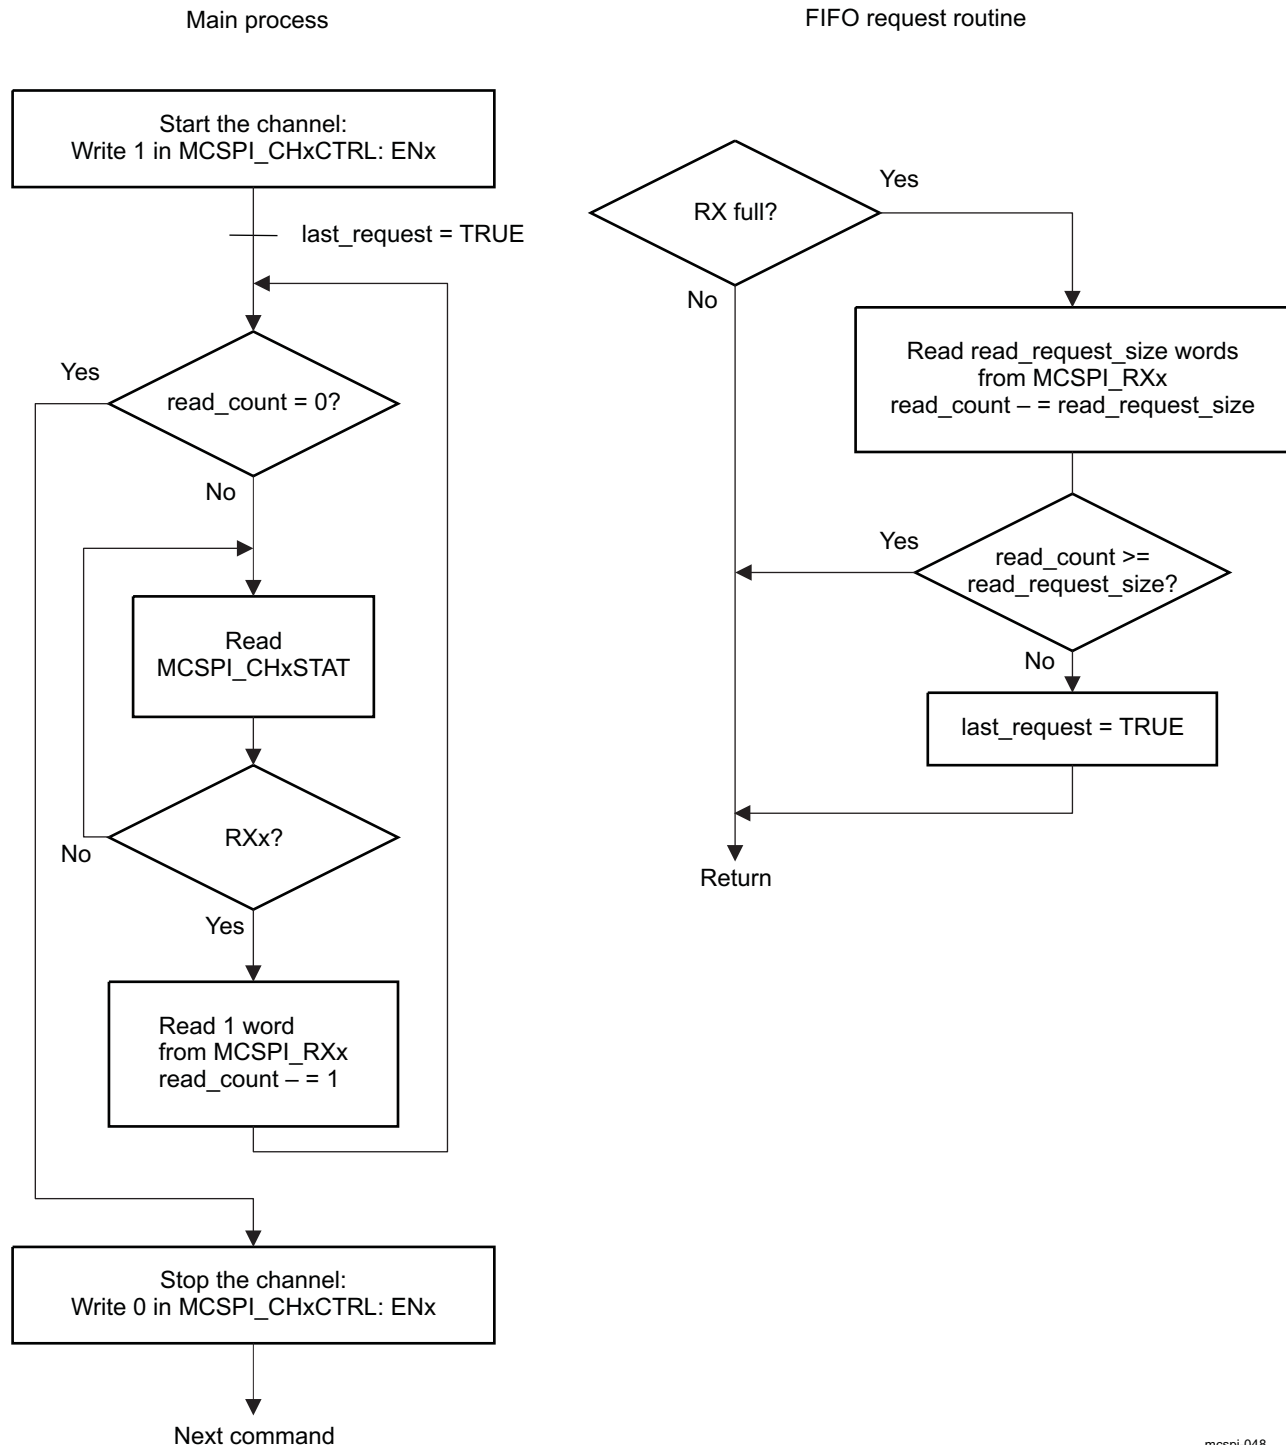 Main process
Start the channel:
Write 1 in MCSPI_CHxCTRL: ENx
last_request = TRUE
Yes
read_count = 0?
No
Read
MCSPI_CHxSTAT
RXx?
No
Yes
Read 1 word
from MCSPI_RXx
read_count – = 1
Stop the channel:
Write 0 in MCSPI_CHxCTRL: ENx
Next command
FIFO request routine
RX full?
Yes
No
Read read_request_size words
from MCSPI_RXx
read_count – = read_request_size
Yes
read_count >=
read_request_size?
No
last_request = TRUE
Return
mcspi-048